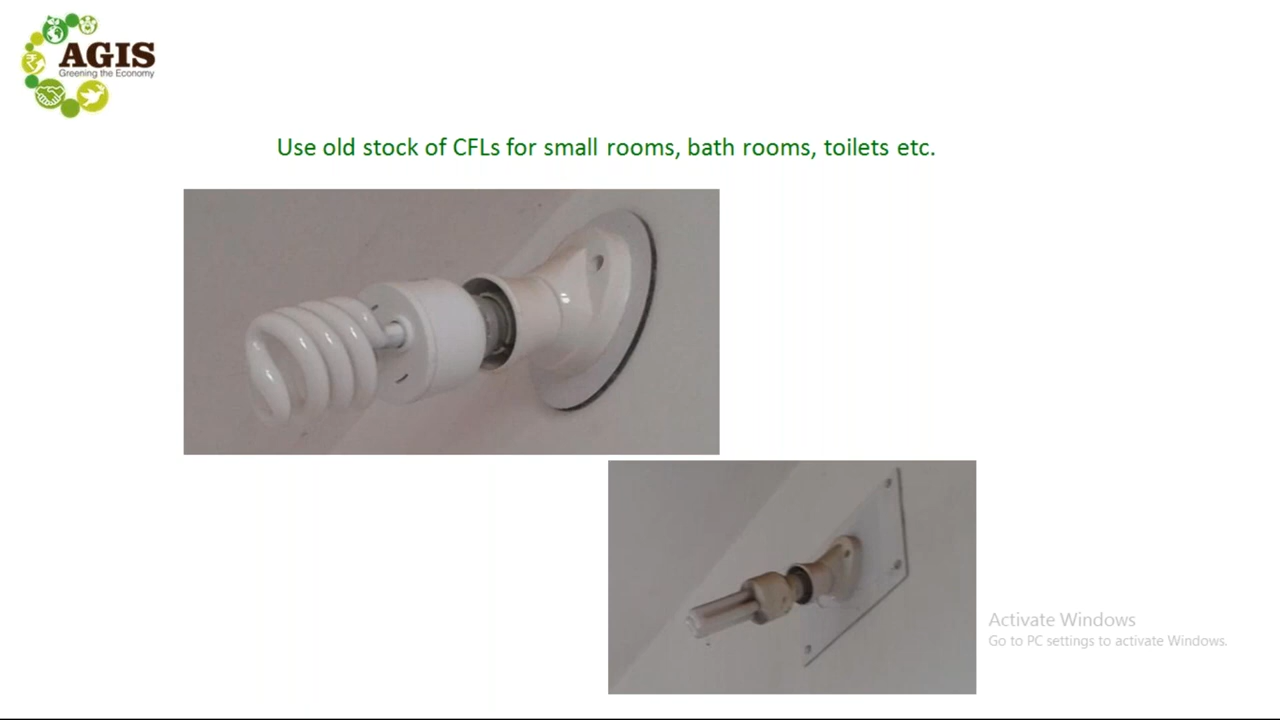 AGIS
Greening the Economy
Use old stock of CFLs for small rooms, bath rooms, toilets etc.
Activate Windows
Go to PC settings to activate Windows.